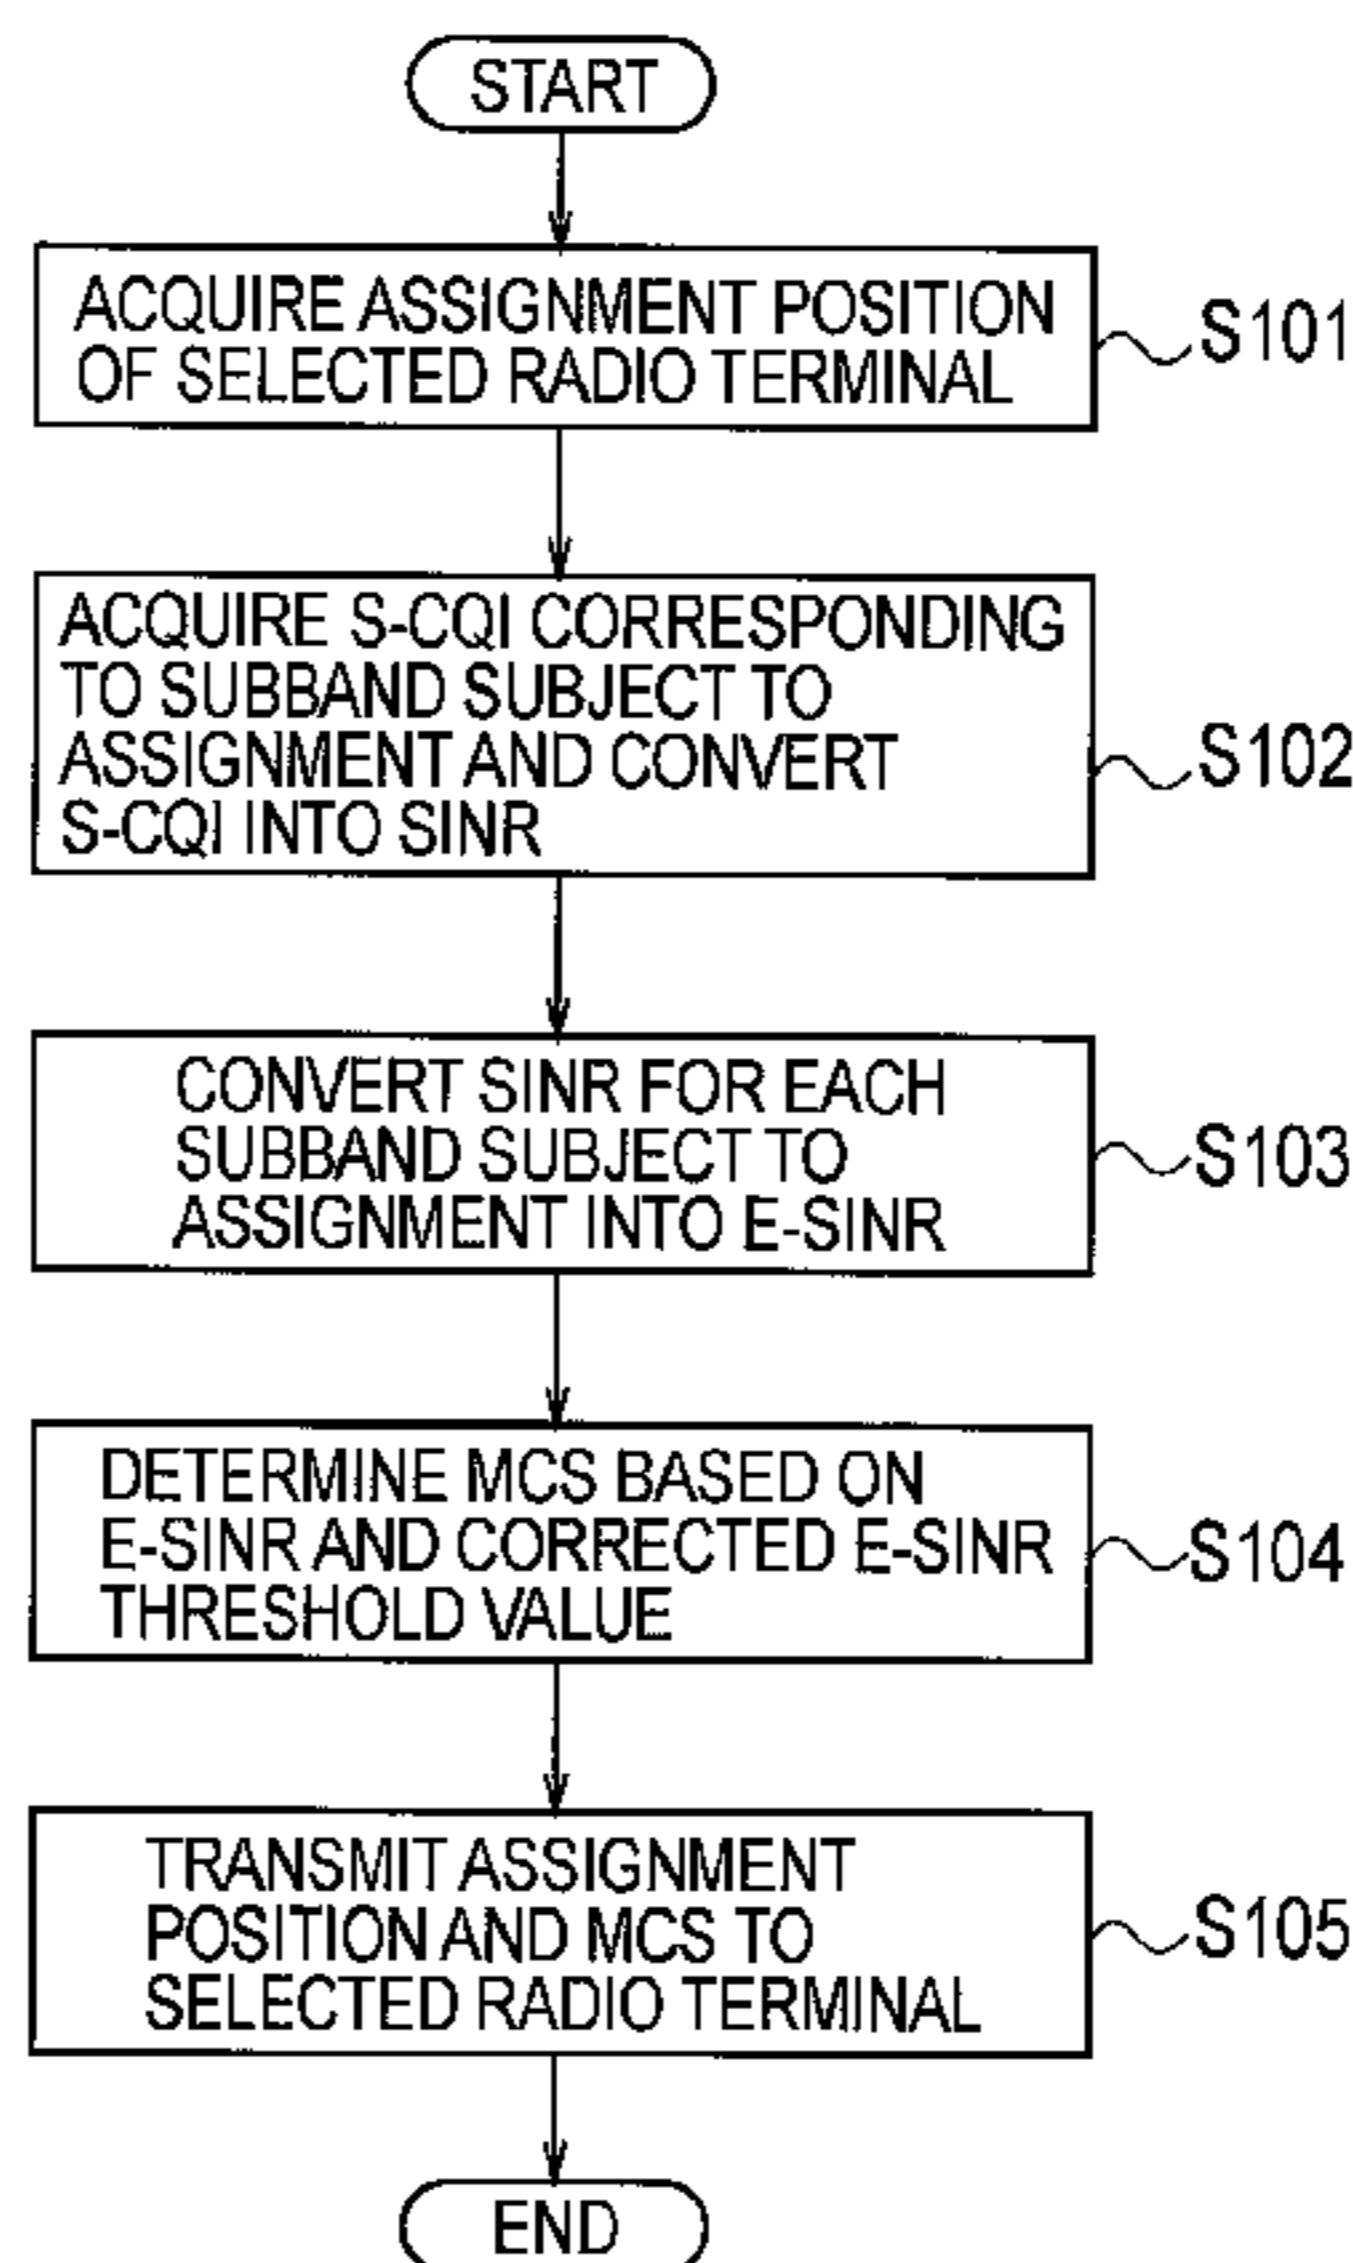 START
ACQUIRE ASSIGNMENT POSITION
OF SELECTED RADIO TERMINAL
S101
ACQUIRE S-CQI CORRESPONDING
TO SUBBAND SUBJECT TO
ASSIGNMENT AND CONVERT
S-CQI INTO SINR
S102
CONVERT SINR FOR EACH
SUBBAND SUBJECT TO
ASSIGNMENT INTO E-SINR
S103
DETERMINE MCS BASED ON
E-SINR AND CORRECTED E-SINR
THRESHOLD VALUE
S104
TRANSMIT ASSIGNMENT
POSITION AND MCS TO
SELECTED RADIO TERMINAL
S105
END